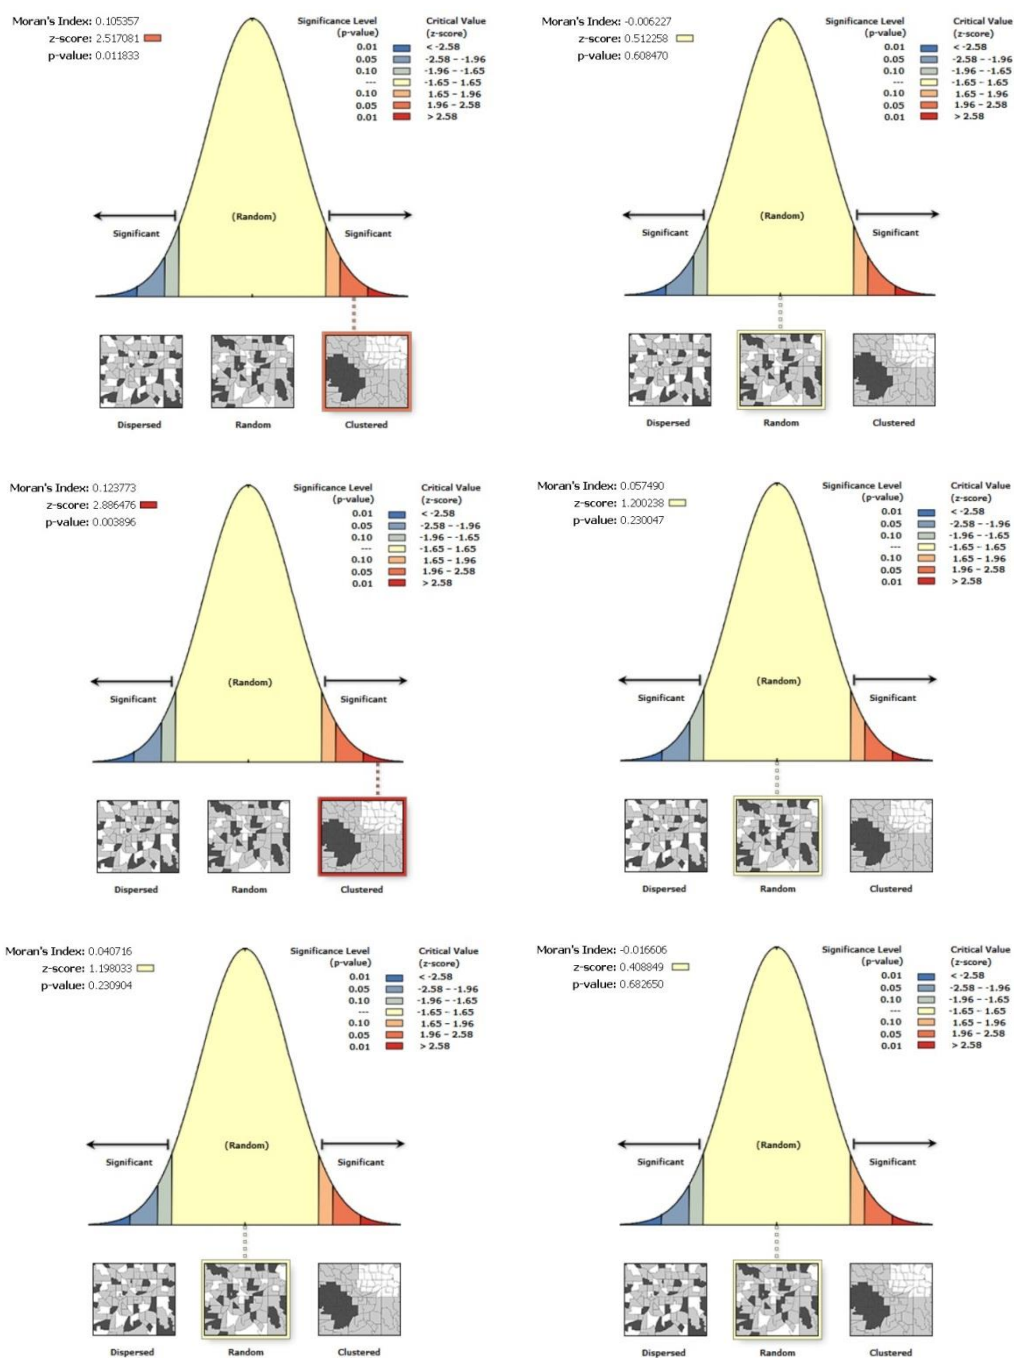 Moran's Index: 0.105357
z-score: 2.517081
p-value: 0.011833
Significance Level Critical Value
(p-value) (z-score)
0.01 < -2.58
0.05 -2.58 – -1.96
0.10 -1.96 – -1.65
--- -1.65 – 1.65
0.10 1.65 – 1.96
0.05 1.96 – 2.58
0.01 > 2.58
(Random)
Significant Significant
Dispersed Random Clustered
Moran's Index: -0.006227
z-score: 0.512258
p-value: 0.608470
Significance Level Critical Value
(p-value) (z-score)
0.01 < -2.58
0.05 -2.58 – -1.96
0.10 -1.96 – -1.65
--- -1.65 – 1.65
0.10 1.65 – 1.96
0.05 1.96 – 2.58
0.01 > 2.58
(Random)
Significant Significant
Dispersed Random Clustered
Moran's Index: 0.123773
z-score: 2.886476
p-value: 0.003896
Significance Level Critical Value
(p-value) (z-score)
0.01 < -2.58
0.05 -2.58 – -1.96
0.10 -1.96 – -1.65
--- -1.65 – 1.65
0.10 1.65 – 1.96
0.05 1.96 – 2.58
0.01 > 2.58
(Random)
Significant Significant
Dispersed Random Clustered
Moran's Index: 0.057490
z-score: 1.200238
p-value: 0.230047
Significance Level Critical Value
(p-value) (z-score)
0.01 < -2.58
0.05 -2.58 – -1.96
0.10 -1.96 – -1.65
--- -1.65 – 1.65
0.10 1.65 – 1.96
0.05 1.96 – 2.58
0.01 > 2.58
(Random)
Significant Significant
Dispersed Random Clustered
Moran's Index: 0.040716
z-score: 1.198033
p-value: 0.230904
Significance Level Critical Value
(p-value) (z-score)
0.01 < -2.58
0.05 -2.58 – -1.96
0.10 -1.96 – -1.65
--- -1.65 – 1.65
0.10 1.65 – 1.96
0.05 1.96 – 2.58
0.01 > 2.58
(Random)
Significant Significant
Dispersed Random Clustered
Moran's Index: -0.016606
z-score: 0.408849
p-value: 0.682650
Significance Level Critical Value
(p-value) (z-score)
0.01 < -2.58
0.05 -2.58 – -1.96
0.10 -1.96 – -1.65
--- -1.65 – 1.65
0.10 1.65 – 1.96
0.05 1.96 – 2.58
0.01 > 2.58
(Random)
Significant Significant
Dispersed Random Clustered